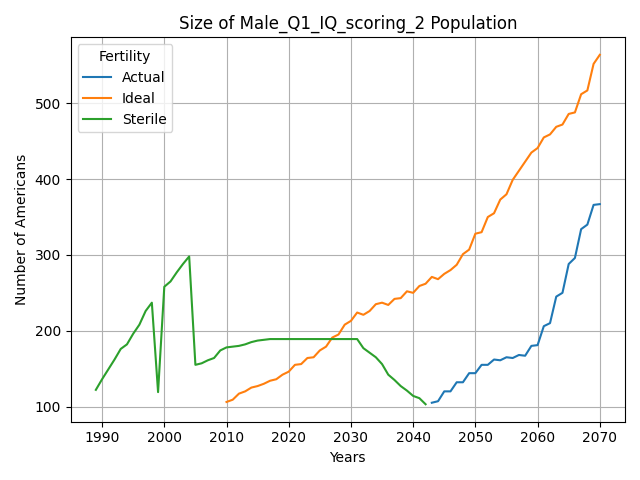 Size of Male_Q1_IQ_scoring_2 Population
Fertility
Actual
Ideal
Sterile
Number of Americans
500
400
300
200
100
1990 2000 2010 2020 2030 2040 2050 2060 2070
Years